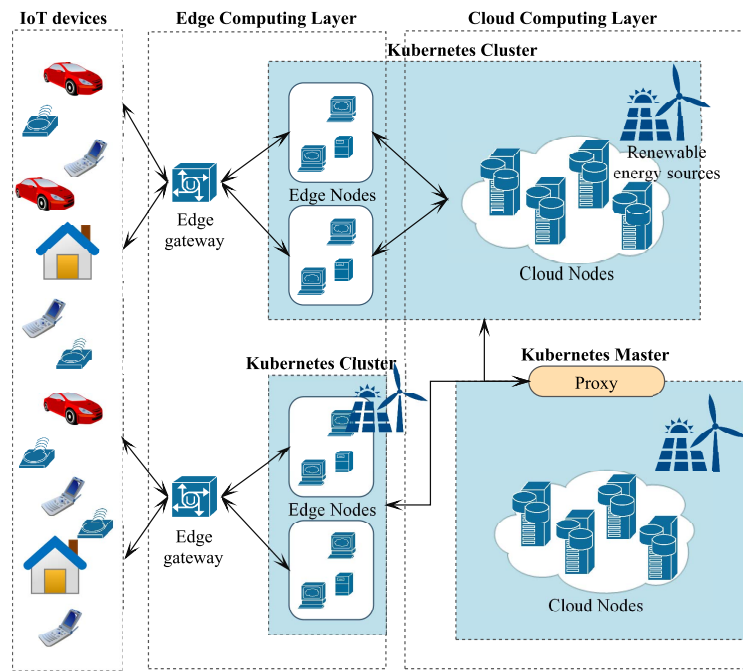 IoT devices
Edge Computing Layer
Cloud Computing Layer
Kubernetes Cluster
Renewable
energy sources
Edge Nodes
Edge
gateway
Cloud Nodes
Kubernetes Cluster
Kubernetes Master
Proxy
Edge Nodes
Edge
gateway
Cloud Nodes